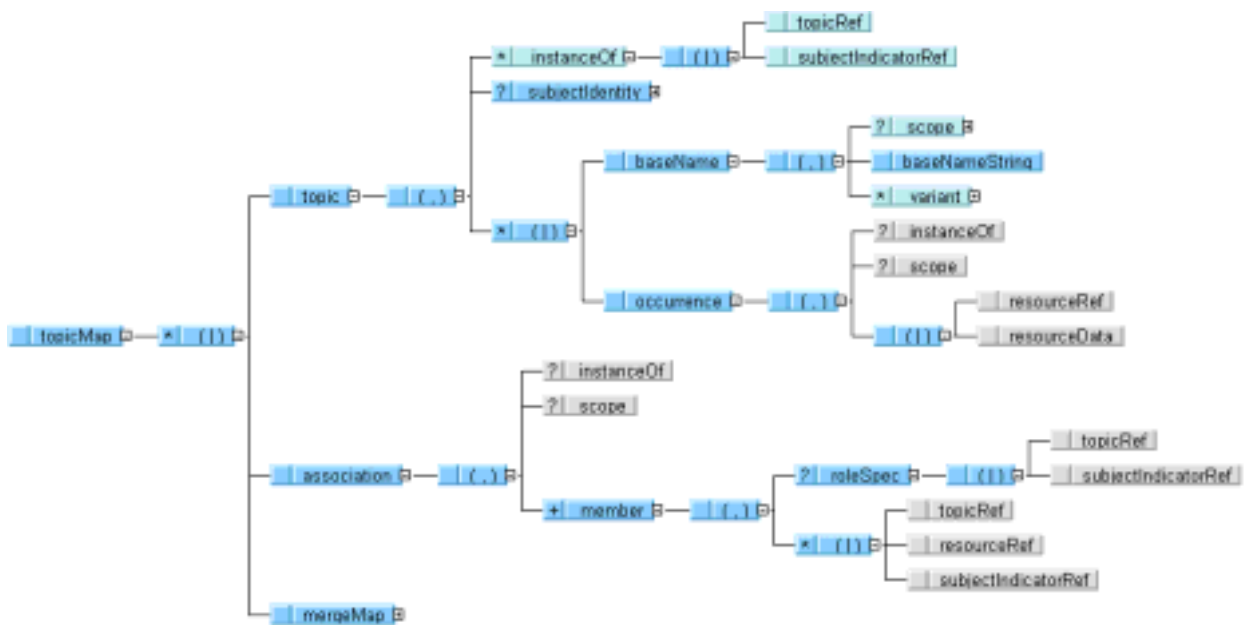 topicRef
* instanceOf (|) subjectIndicatorRef
? subjectIdentity
? scope
baseName (,) baseNameString
topic (,) * variant
* (|) ? instanceOf
? scope
occurrence (,) resourceRef
topicMap * (|) (|) resourceData
? instanceOf
? scope
topicRef
association (,) ? roleSpec (|) subjectIndicatorRef
+ member (,) topicRef
* (|) resourceRef
subjectIndicatorRef
mergeMap